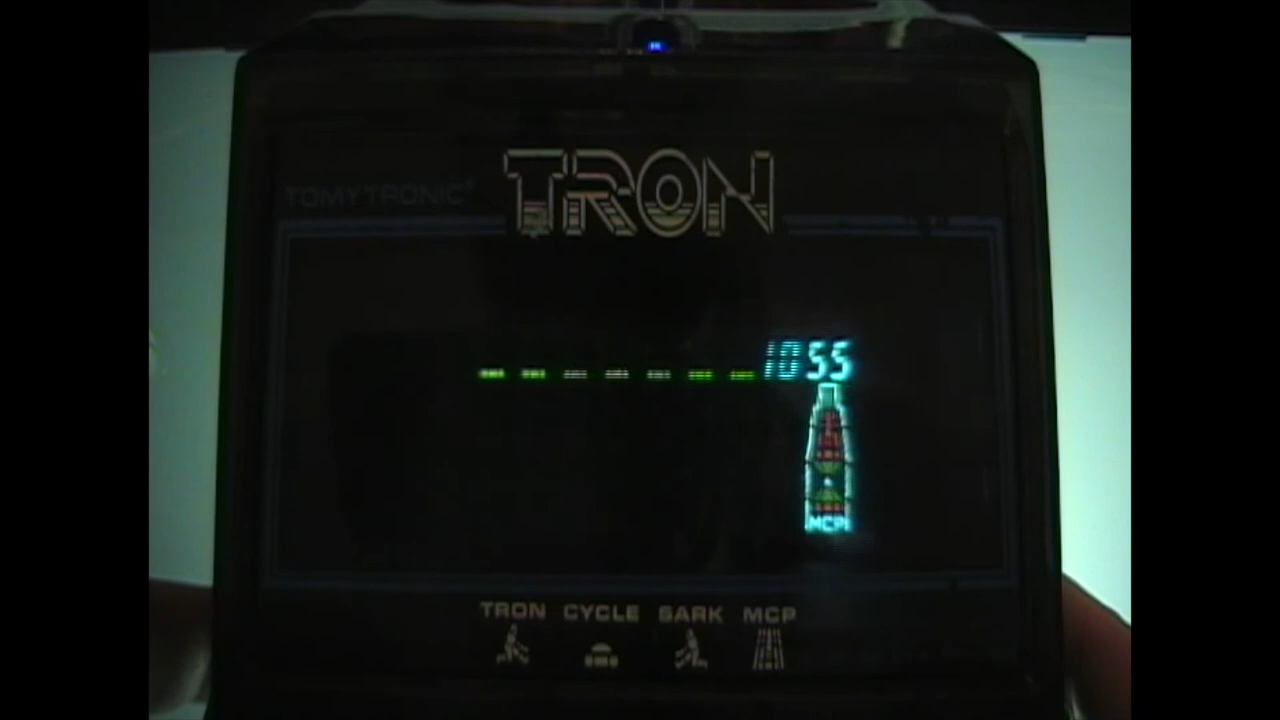 TRON
TOMYTRONIC®
1055
MCP
TRON CYCLE SARK MCP